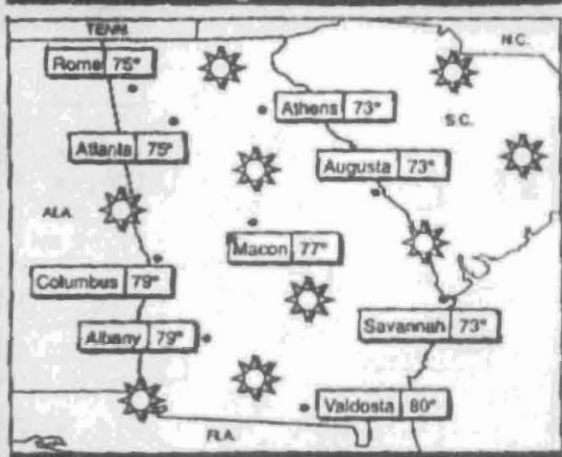 TENN.
N.C.
Rome 75°
Athens 73°
S.C.
Atlanta 75°
Augusta 73°
ALA.
Macon 77°
Columbus 79°
Albany 79°
Savannah 73°
Valdosta 80°
FLA.